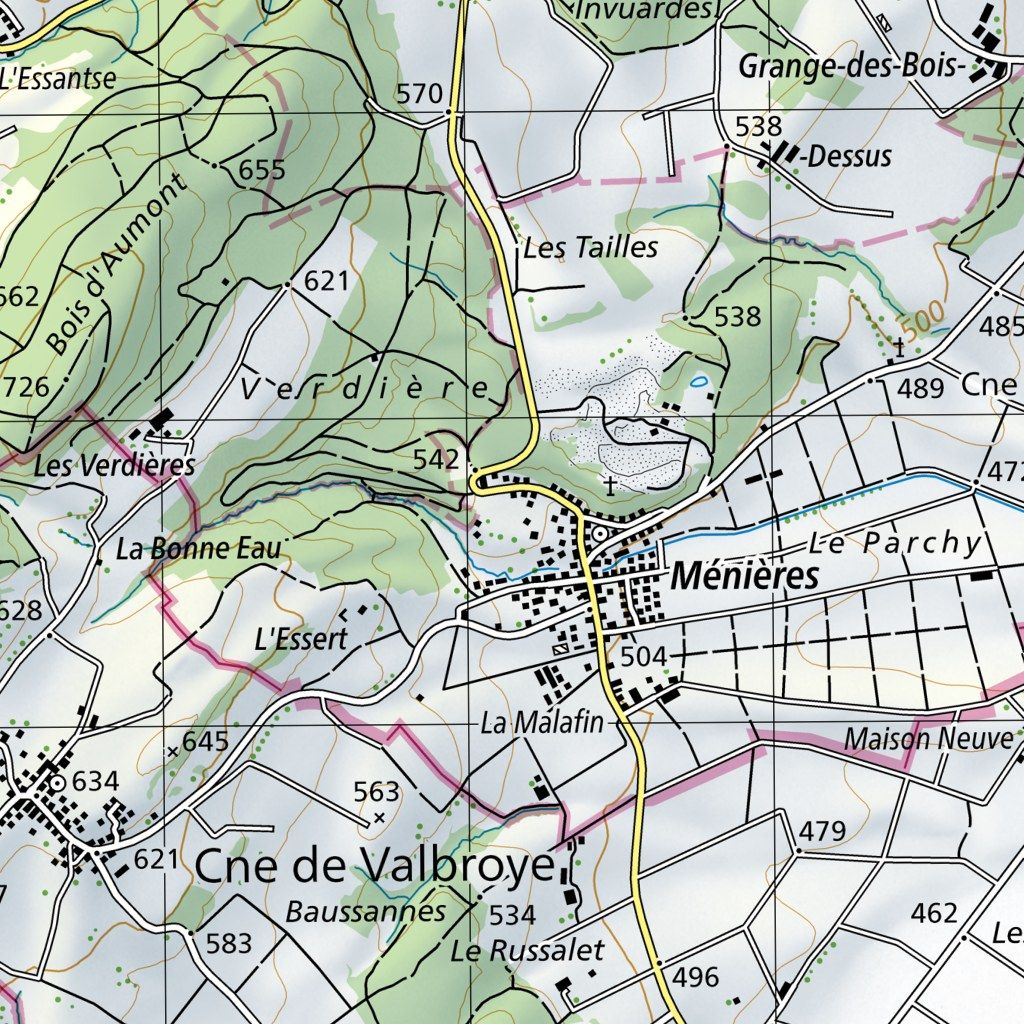 Invuardes
L'Essantse
Grange-des-Bois-
570
538
-Dessus
655
Bois d'Aumont
Les Tailles
621
662
538
500
485
726
Verdière
489
Cne
542
Les Verdières
La Bonne Eau
Le Parchy
Ménières
628
L'Essert
504
La Malafin
645
Maison Neuve
634
563
479
621
Cne de Valbroye
Baussannes
534
462
583
Le Russalet
Le
496